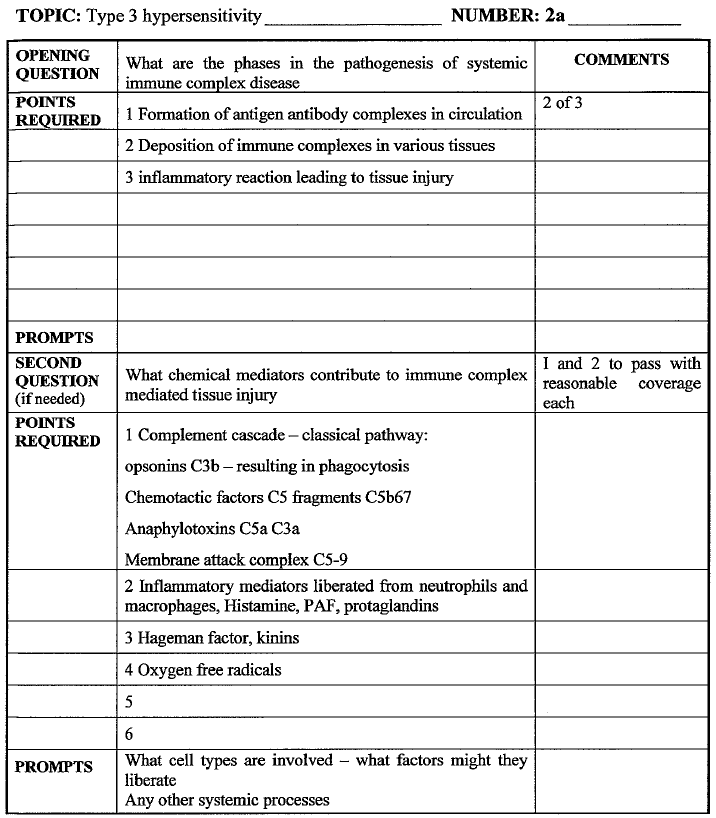 TOPIC: Type 3 hypersensitivity NUMBER: 2a
OPENING QUESTION
What are the phases in the pathogenesis of systemic
immune complex disease
COMMENTS
POINTS REQUIRED
1 Formation of antigen antibody complexes in circulation
2 of 3
2 Deposition of immune complexes in various tissues
3 inflammatory reaction leading to tissue injury
PROMPTS
SECOND
QUESTION
(if needed)
What chemical mediators contribute to immune complex
mediated tissue injury
I and 2 to pass with
reasonable coverage
each
POINTS
REQUIRED
1 Complement cascade – classical pathway:
opsonins C3b – resulting in phagocytosis
Chemotactic factors C5 fragments C5b67
Anaphylotoxins C5a C3a
Membrane attack complex C5-9
2 Inflammatory mediators liberated from neutrophils and
macrophages, Histamine, PAF, protaglandins
3 Hageman factor, kinins
4 Oxygen free radicals
5
6
PROMPTS
What cell types are involved – what factors might they
liberate
Any other systemic processes